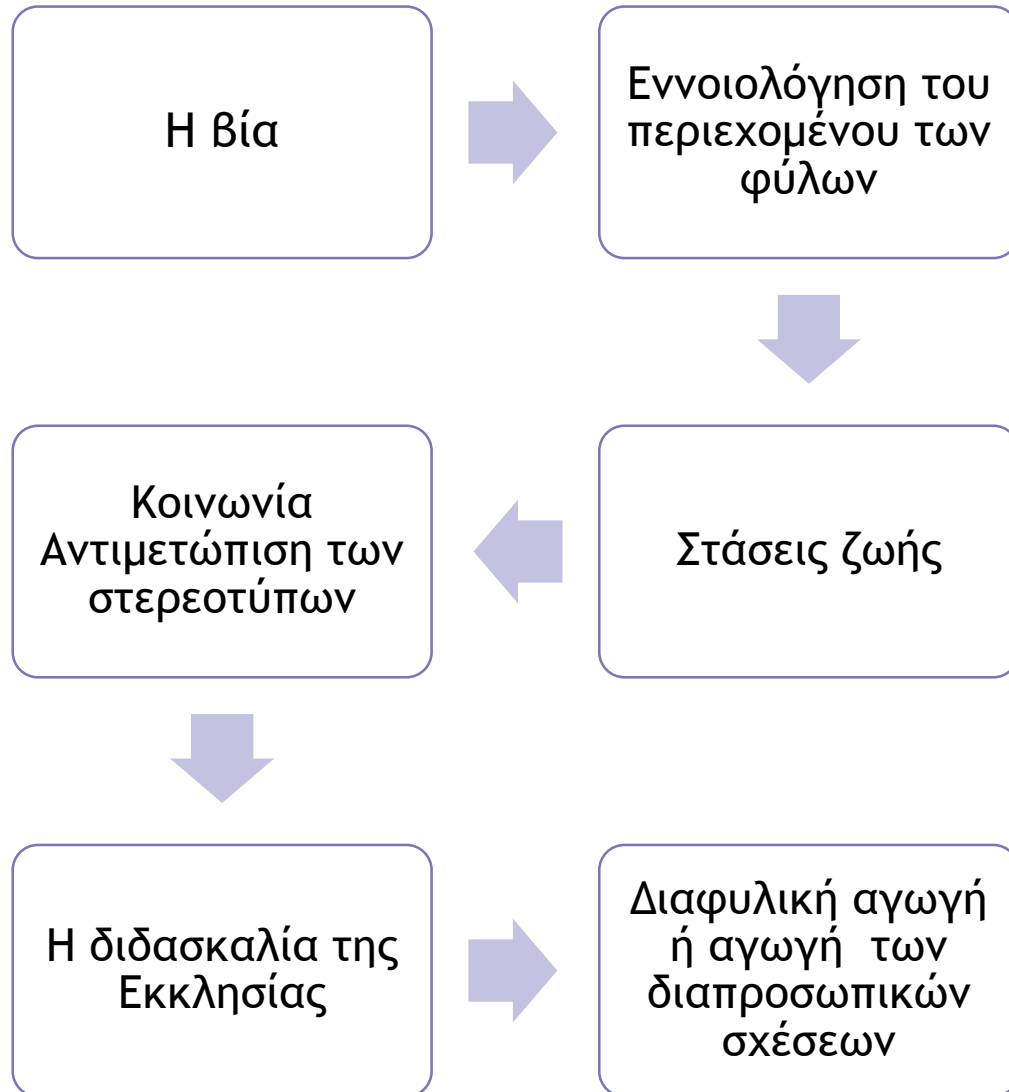 Η βία
Εννοιολόγηση του
περιεχομένου των
φύλων
Στάσεις ζωής
Κοινωνία
Αντιμετώπιση των
στερεοτύπων
Η διδασκαλία της
Εκκλησίας
Διαφυλική αγωγή
ή αγωγή των
διαπροσωπικών
σχέσεων